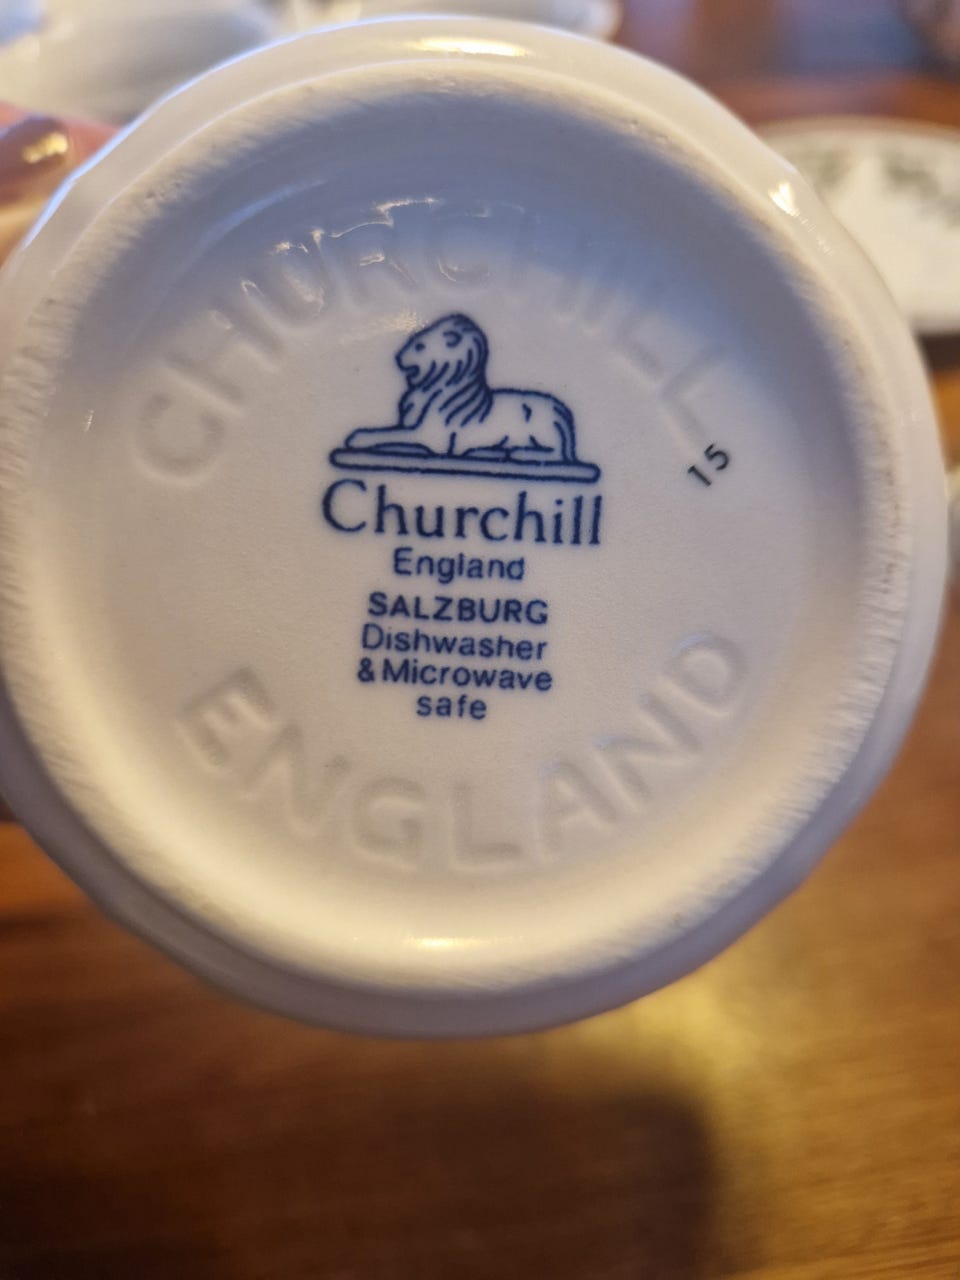 CHURCHILL
Churchill
England
SALZBURG
Dishwasher
& Microwave
safe
15
ENGLAND